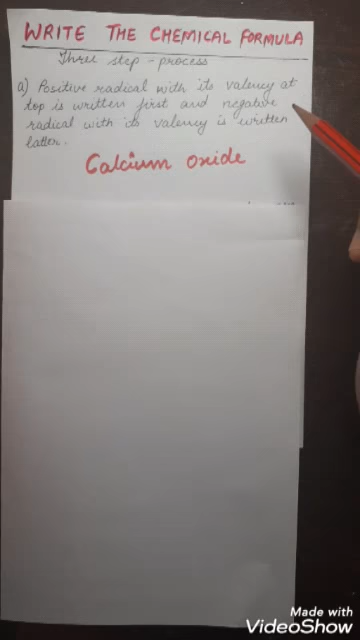 WRITE THE CHEMICAL FORMULA
Three step - process
a) Positive radical with its valency at
top is written first and negative
radical with its valency is written
latter.
Calcium oxide
Made with
VideoShow